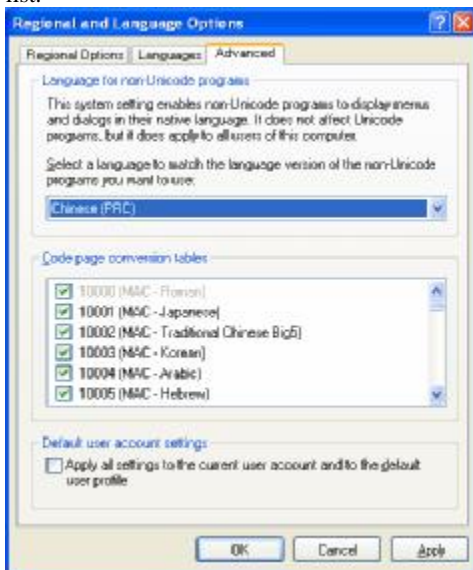 Regional and Language Options
Regional Options Languages Advanced
Language for non-Unicode programs
This system setting enables non-Unicode programs to display menus
and dialogs in their native language. It does not affect Unicode
programs, but it does apply to all users of this computer.
Select a language to match the language version of the non-Unicode
programs you want to use:
Chinese (PRC)
Code page conversion tables
10000 (MAC - Roman)
10001 (MAC - Japanese)
10002 (MAC - Traditional Chinese Big5)
10003 (MAC - Korean)
10004 (MAC - Arabic)
10005 (MAC - Hebrew)
Default user account settings
Apply all settings to the current user account and to the default
user profile
OK Cancel Apply